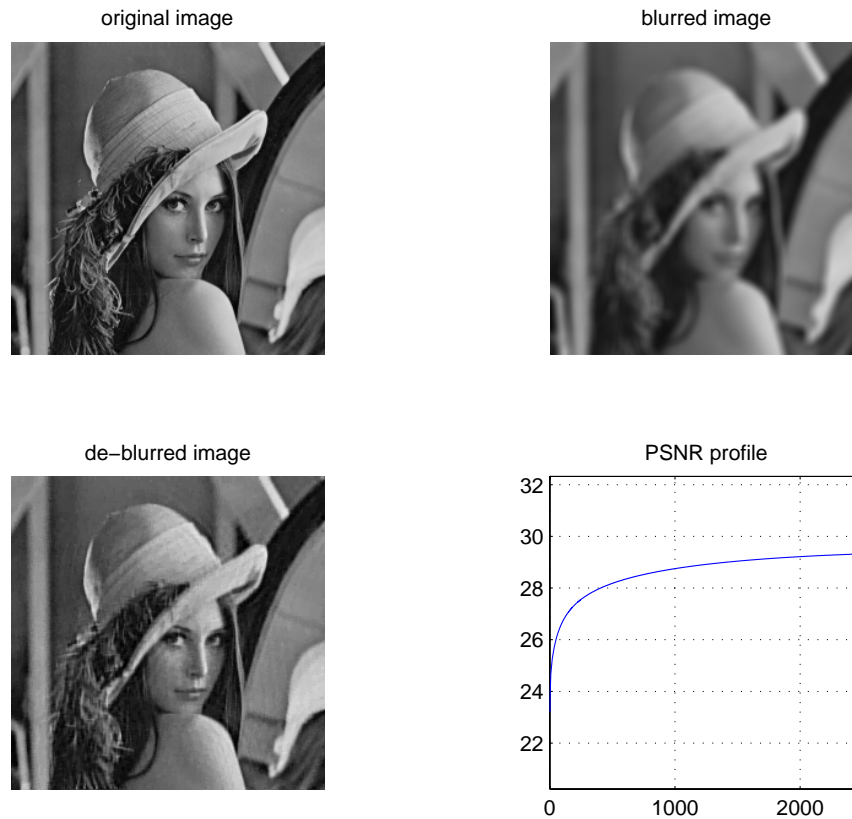 original image
blurred image
de−blurred image
PSNR profile
32
30
28
26
24
22
0
1000
2000